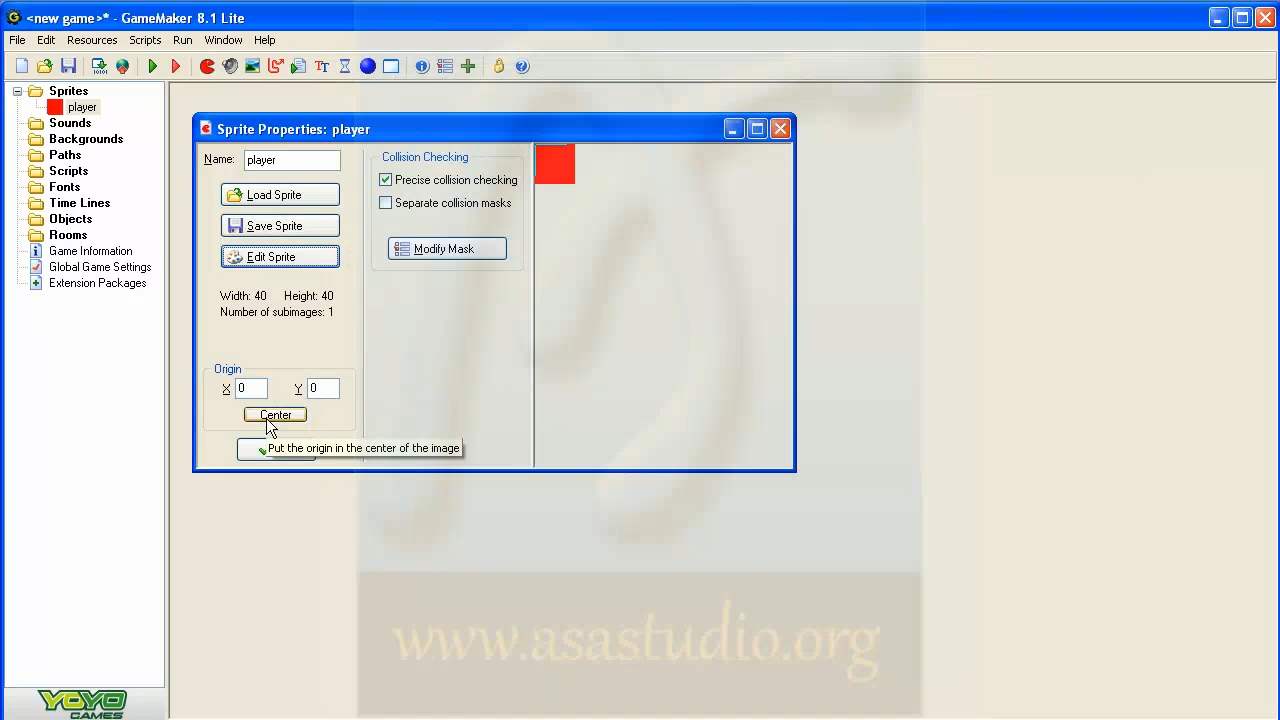 <new game>* - GameMaker 8.1 Lite
File Edit Resources Scripts Run Window Help
Sprites
player
Sounds
Backgrounds
Paths
Scripts
Fonts
Time Lines
Objects
Rooms
Game Information
Global Game Settings
Extension Packages
Sprite Properties: player
Name: player
Load Sprite
Save Sprite
Edit Sprite
Width: 40 Height: 40
Number of subimages: 1
Origin
X 0 Y 0
Center
Put the origin in the center of the image
Collision Checking
Precise collision checking
Separate collision masks
Modify Mask
www.asastudio.org
YOYO
GAMES